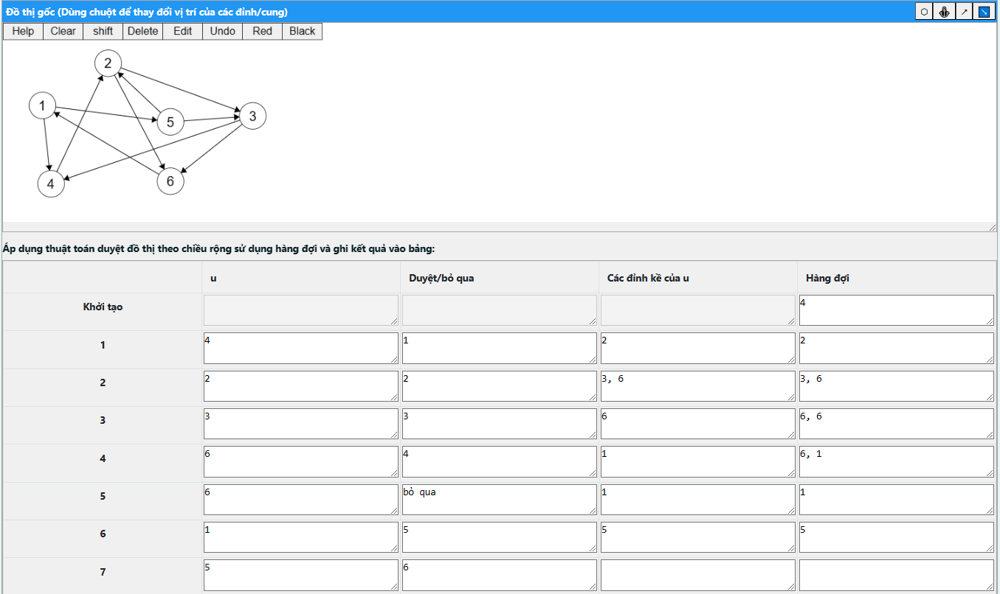 Đồ thị gốc (Dùng chuột để thay đổi vị trí của các đỉnh/cung)
Help Clear shift Delete Edit Undo Red Black
2
1
5
3
4
6
Áp dụng thuật toán duyệt đồ thị theo chiều rộng sử dụng hàng đợi và ghi kết quả vào bảng:
u Duyệt/bỏ qua Các đỉnh kề của u Hàng đợi
Khởi tạo 4
1 4 1 2 2
2 2 2 3, 6 3, 6
3 3 3 6 6, 6
4 6 4 1 6, 1
5 6 bỏ qua 1 1
6 1 5 5 5
7 5 6